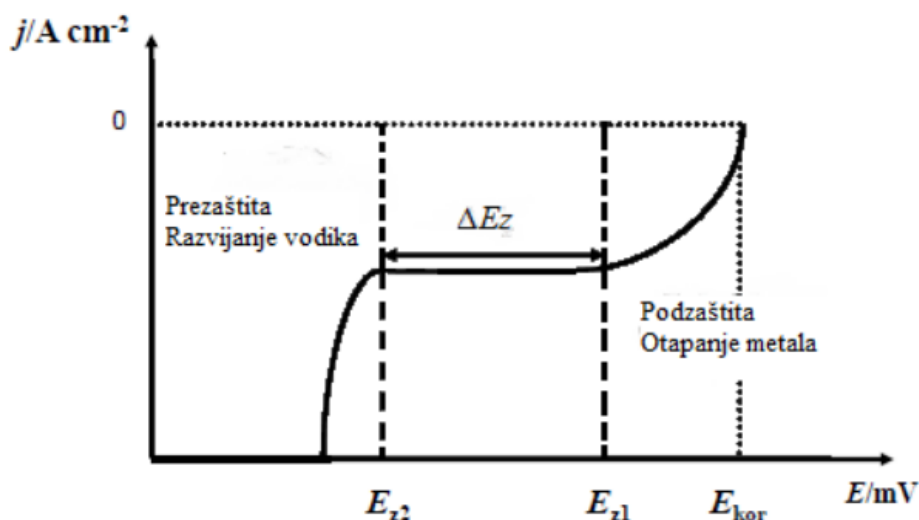 j/A cm-2
0
Prezaštita
Razvijanje vodika
ΔEz
Podzaštita
Otapanje metala
Ez2
Ez1
Ekor
E/mV